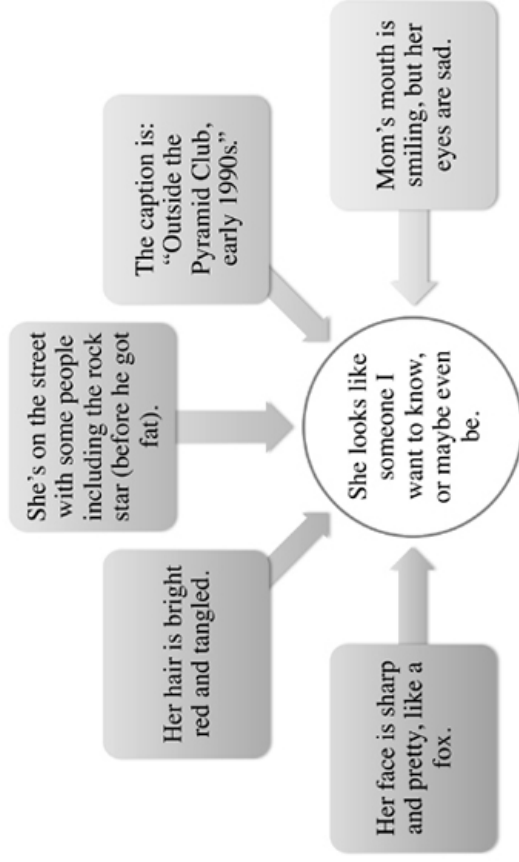 Her face is sharp
and pretty, like a
fox.
Her hair is bright
red and tangled.
She's on the street
with some people
including the rock
star (before he got
fat).
The caption is:
“Outside the
Pyramid Club,
early 1990s.”
Mom's mouth is
smiling, but her
eyes are sad.
She looks like
someone I
want to know,
or maybe even
be.